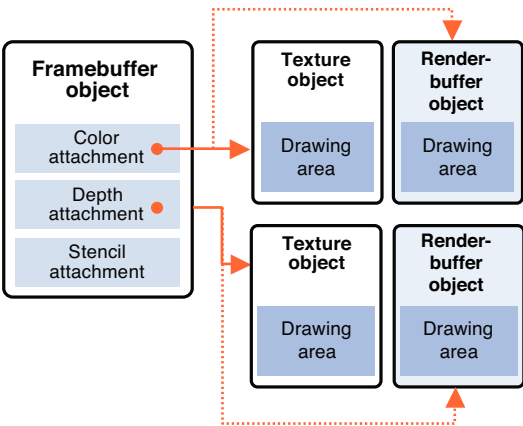 Framebuffer
object
Color
attachment
Depth
attachment
Stencil
attachment
Texture
object
Drawing
area
Render-
buffer
object
Drawing
area
Texture
object
Drawing
area
Render-
buffer
object
Drawing
area